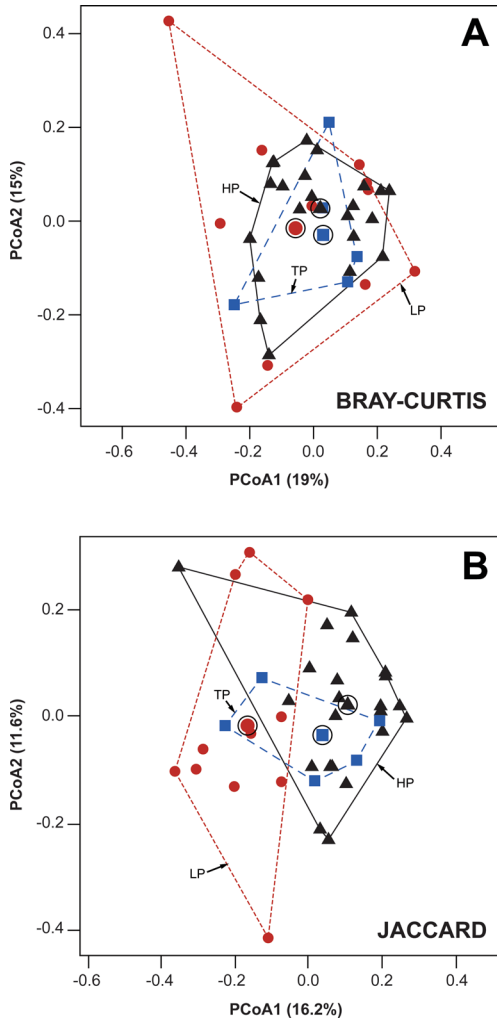 A
0.4
0.2
0.0
-0.2
-0.4
PCoA2 (15%)
HP
TP
LP
BRAY-CURTIS
-0.6
-0.4
-0.2
0.0
0.2
0.4
PCoA1 (19%)
B
0.2
0.0
-0.2
-0.4
PCoA2 (11.6%)
TP
HP
LP
JACCARD
-0.6
-0.4
-0.2
0.0
0.2
0.4
PCoA1 (16.2%)